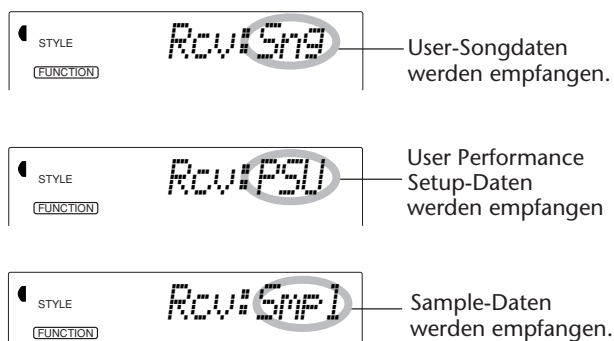 STYLE
Rcv:Sng
FUNCTION
User-Songdaten
werden empfangen.
STYLE
Rcv:PSU
FUNCTION
User Performance
Setup-Daten
werden empfangen
STYLE
Rcv:Smpl
FUNCTION
Sample-Daten
werden empfangen.